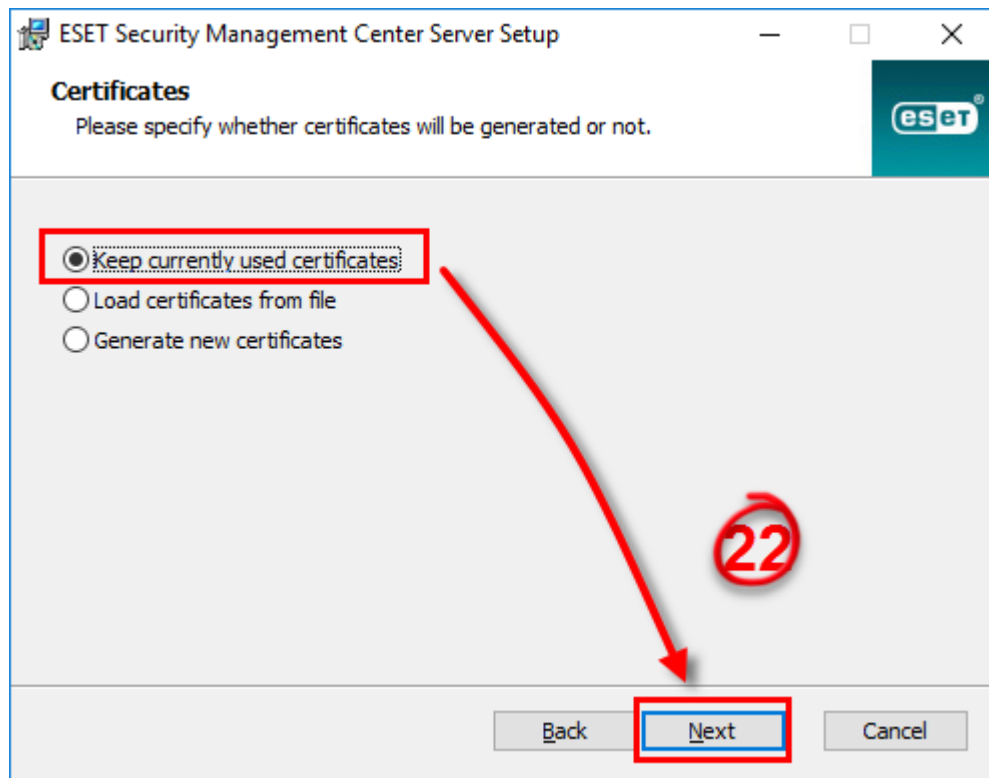 ESET Security Management Center Server Setup
Certificates
Please specify whether certificates will be generated or not.
eset®
Keep currently used certificates
Load certificates from file
Generate new certificates
22
Back Next Cancel